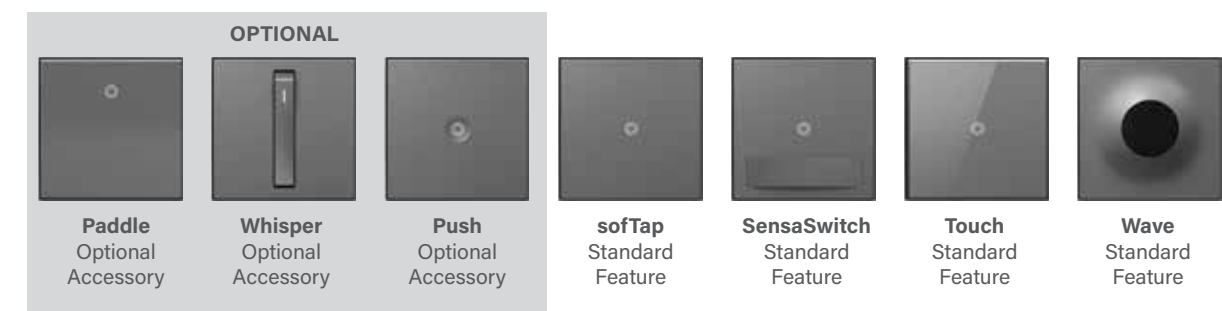 OPTIONAL
Paddle
Optional
Accessory
Whisper
Optional
Accessory
Push
Optional
Accessory
sofTap
Standard
Feature
SensaSwitch
Standard
Feature
Touch
Standard
Feature
Wave
Standard
Feature